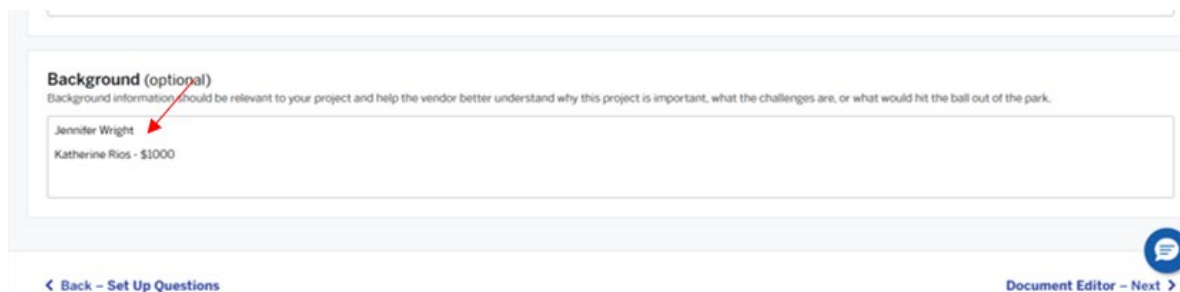 Background (optional)
Background information should be relevant to your project and help the vendor better understand why this project is important, what the challenges are, or what would hit the ball out of the park.
Jennifer Wright
Katherine Rios - $1000
Back – Set Up Questions
Document Editor – Next